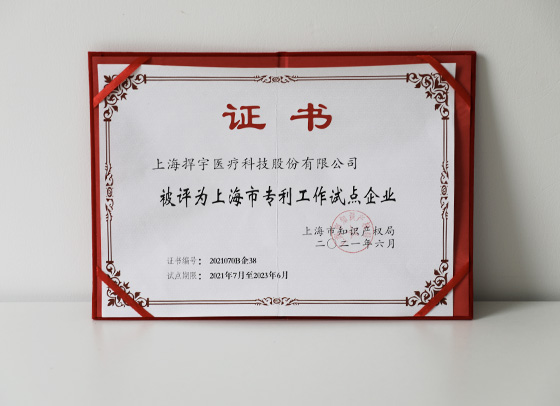 证书
上海捍宇医疗科技股份有限公司
被评为上海市专利工作试点企业
上海市知识产权局
二〇二一年六月
证书编号：2021070B企38
试点期限：2021年7月至2023年6月